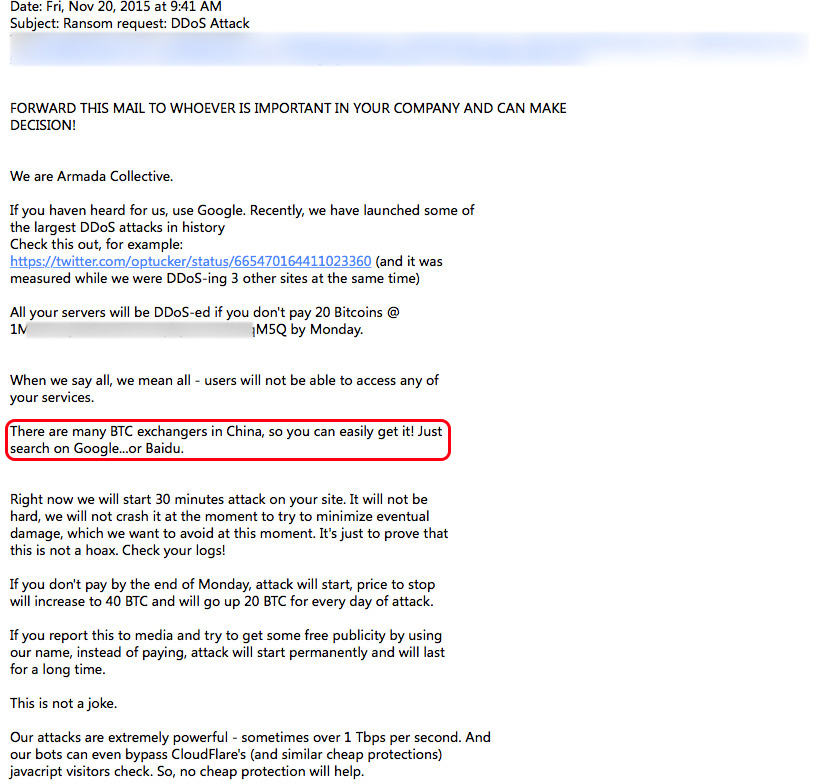 Date: Fri, Nov 20, 2015 at 9:41 AM
Subject: Ransom request: DDoS Attack
FORWARD THIS MAIL TO WHOEVER IS IMPORTANT IN YOUR COMPANY AND CAN MAKE
DECISION!
We are Armada Collective.
If you haven heard for us, use Google. Recently, we have launched some of
the largest DDoS attacks in history
Check this out, for example:
https://twitter.com/optucker/status/665470164411023360 (and it was
measured while we were DDoS-ing 3 other sites at the same time)
All your servers will be DDoS-ed if you don't pay 20 Bitcoins @
1M qM5Q by Monday.
When we say all, we mean all - users will not be able to access any of
your services.
There are many BTC exchangers in China, so you can easily get it! Just
search on Google...or Baidu.
Right now we will start 30 minutes attack on your site. It will not be
hard, we will not crash it at the moment to try to minimize eventual
damage, which we want to avoid at this moment. It's just to prove that
this is not a hoax. Check your logs!
If you don't pay by the end of Monday, attack will start, price to stop
will increase to 40 BTC and will go up 20 BTC for every day of attack.
If you report this to media and try to get some free publicity by using
our name, instead of paying, attack will start permanently and will last
for a long time.
This is not a joke.
Our attacks are extremely powerful - sometimes over 1 Tbps per second. And
our bots can even bypass CloudFlare's (and similar cheap protections)
javacript visitors check. So, no cheap protection will help.